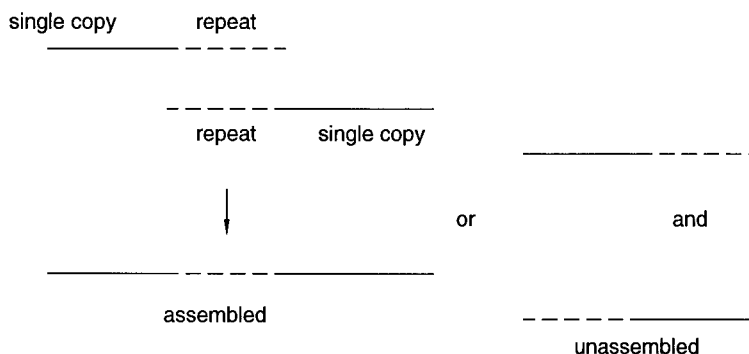 single copy repeat
repeat single copy
or and
assembled
unassembled